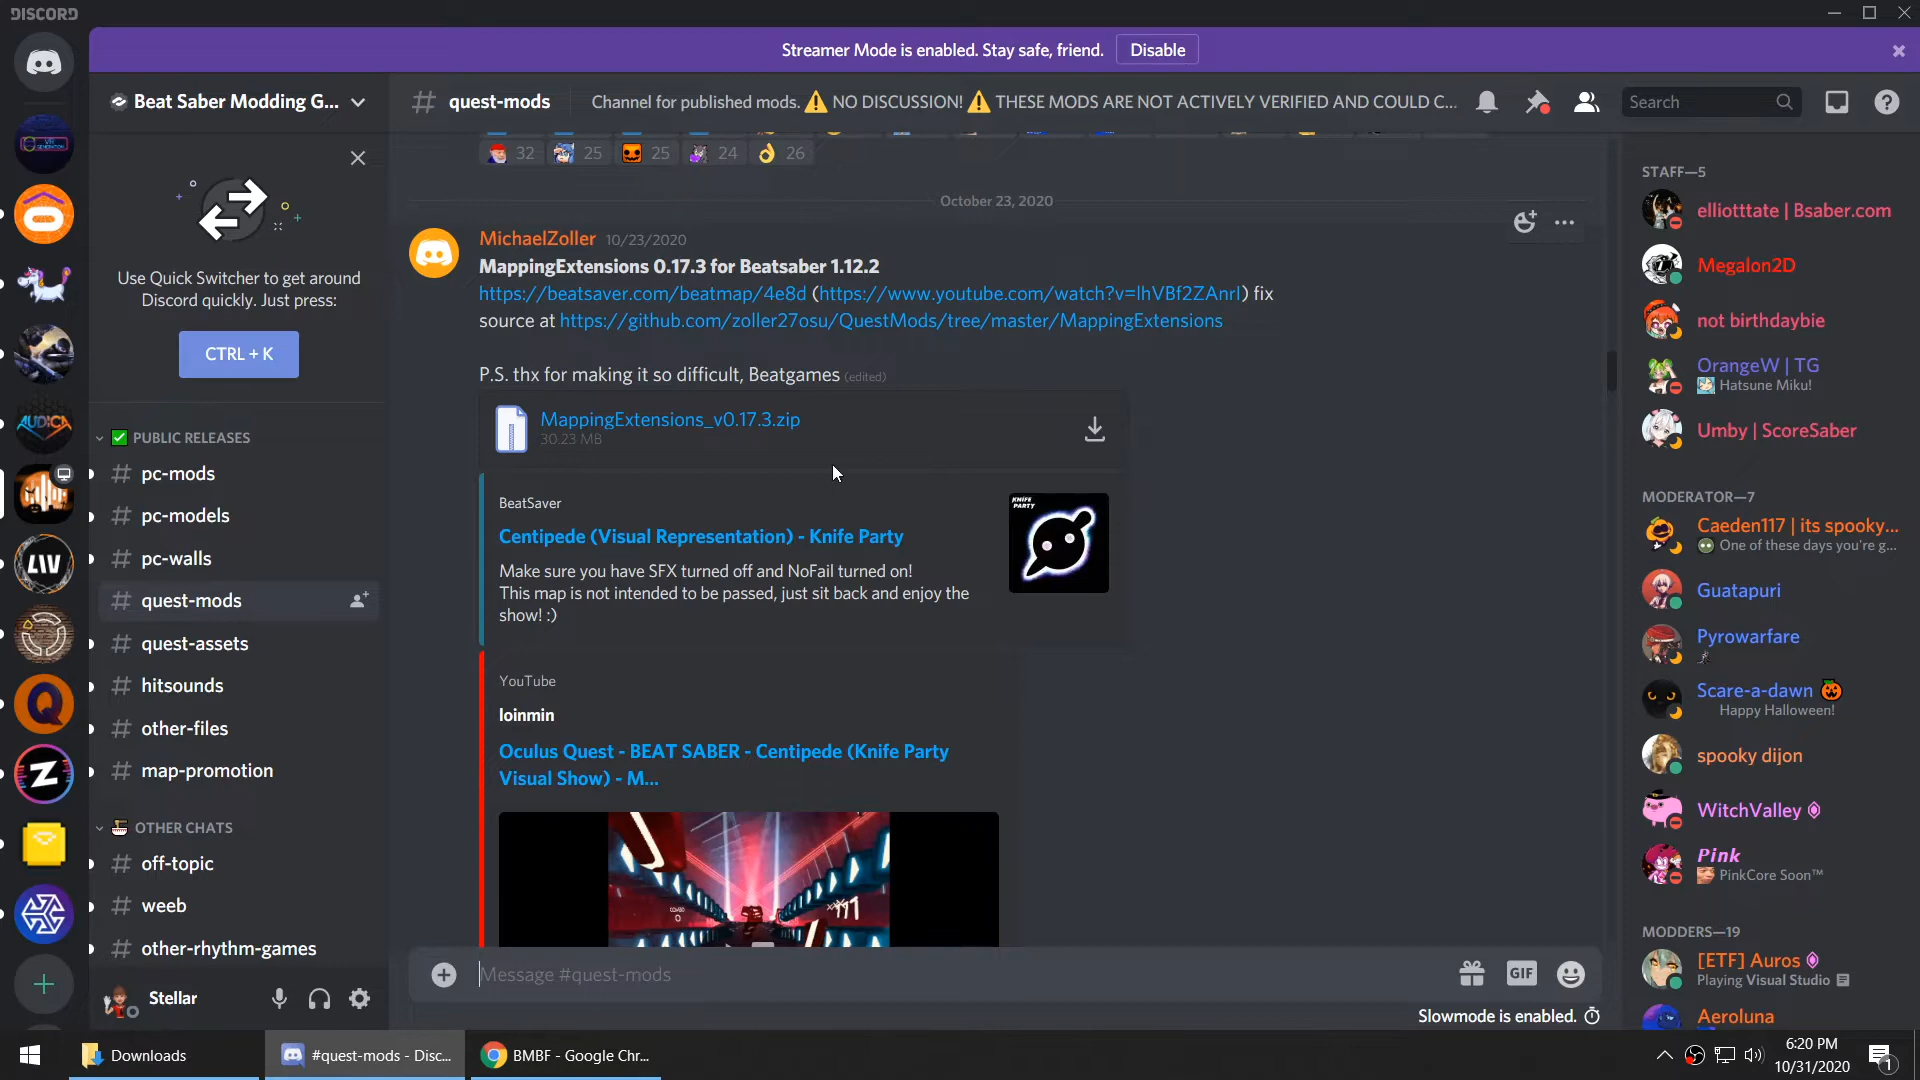 DISCORD
Streamer Mode is enabled. Stay safe, friend.
Disable
Beat Saber Modding G...
# quest-mods
Channel for published mods. ⚠ NO DISCUSSION! ⚠ THESE MODS ARE NOT ACTIVELY VERIFIED AND COULD C...
Search
Use Quick Switcher to get around
Discord quickly. Just press:
CTRL + K
PUBLIC RELEASES
# pc-mods
# pc-models
# pc-walls
# quest-mods
# quest-assets
# hitsounds
# other-files
# map-promotion
OTHER CHATS
# off-topic
# weeb
# other-rhythm-games
Stellar
AUDICA
LIV
32
25
25
24
26
October 23, 2020
MichaelZoller 10/23/2020
MappingExtensions 0.17.3 for Beatsaber 1.12.2
https://beatsaver.com/beatmap/4e8d (https://www.youtube.com/watch?v=lhVBf2ZAnrI) fix
source at https://github.com/zoller27osu/QuestMods/tree/master/MappingExtensions
P.S. thx for making it so difficult, Beatgames (edited)
MappingExtensions_v0.17.3.zip
30.23 MB
BeatSaver
Centipede (Visual Representation) - Knife Party
Make sure you have SFX turned off and NoFail turned on!
This map is not intended to be passed, just sit back and enjoy the
show! :)
KNIFE
PARTY
YouTube
loinmin
Oculus Quest - BEAT SABER - Centipede (Knife Party
Visual Show) - M...
Message #quest-mods
GIF
Slowmode is enabled.
STAFF—5
elliotttate | Bsaber.com
Megalon2D
not birthdaybie
OrangeW | TG
Hatsune Miku!
Umby | ScoreSaber
MODERATOR—7
Caeden117 | its spooky...
One of these days you're g...
Guatapuri
Pyrowarfare
Scare-a-dawn
Happy Halloween!
spooky dijon
WitchValley
Pink
PinkCore Soon™
MODDERS—19
[ETF] Auros
Playing Visual Studio
Aeroluna
Downloads
#quest-mods - Disc...
BMBF - Google Chr...
6:20 PM
10/31/2020
1